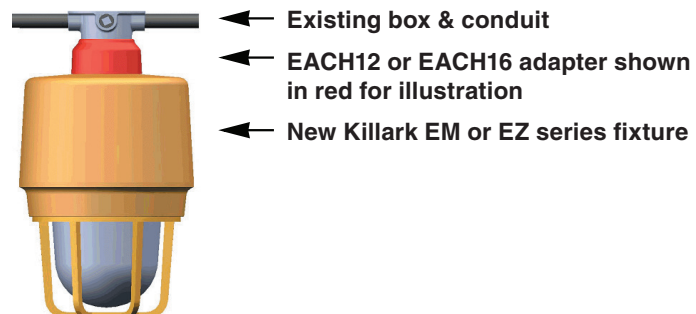 Existing box & conduit
EACH12 or EACH16 adapter shown
in red for illustration
New Killark EM or EZ series fixture